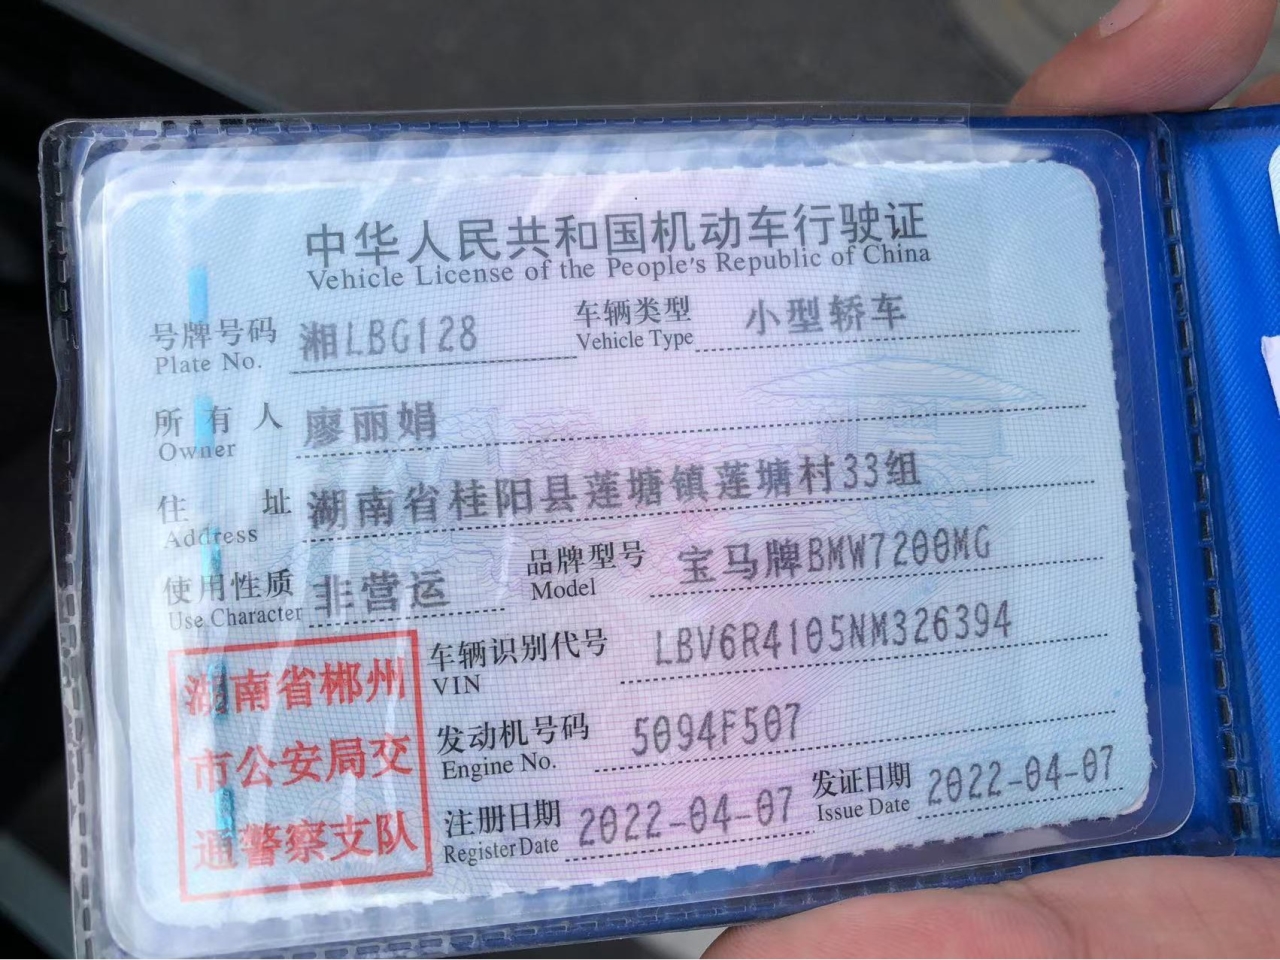 中华人民共和国机动车行驶证
Vehicle License of the People's Republic of China
号牌号码 湘LBG128 车辆类型 小型轿车
Plate No. Vehicle Type
所有人 廖丽娟
Owner
住址 湖南省桂阳县莲塘镇莲塘村33组
Address
使用性质 非营运 品牌型号 宝马牌BMW7200MG
Use Character Model
车辆识别代号 LBV6R4105NM326394
VIN
发动机号码 5094F507
Engine No.
注册日期 2022-04-07 发证日期 2022-04-07
Register Date Issue Date
湖南省郴州
市公安局交
通警察支队